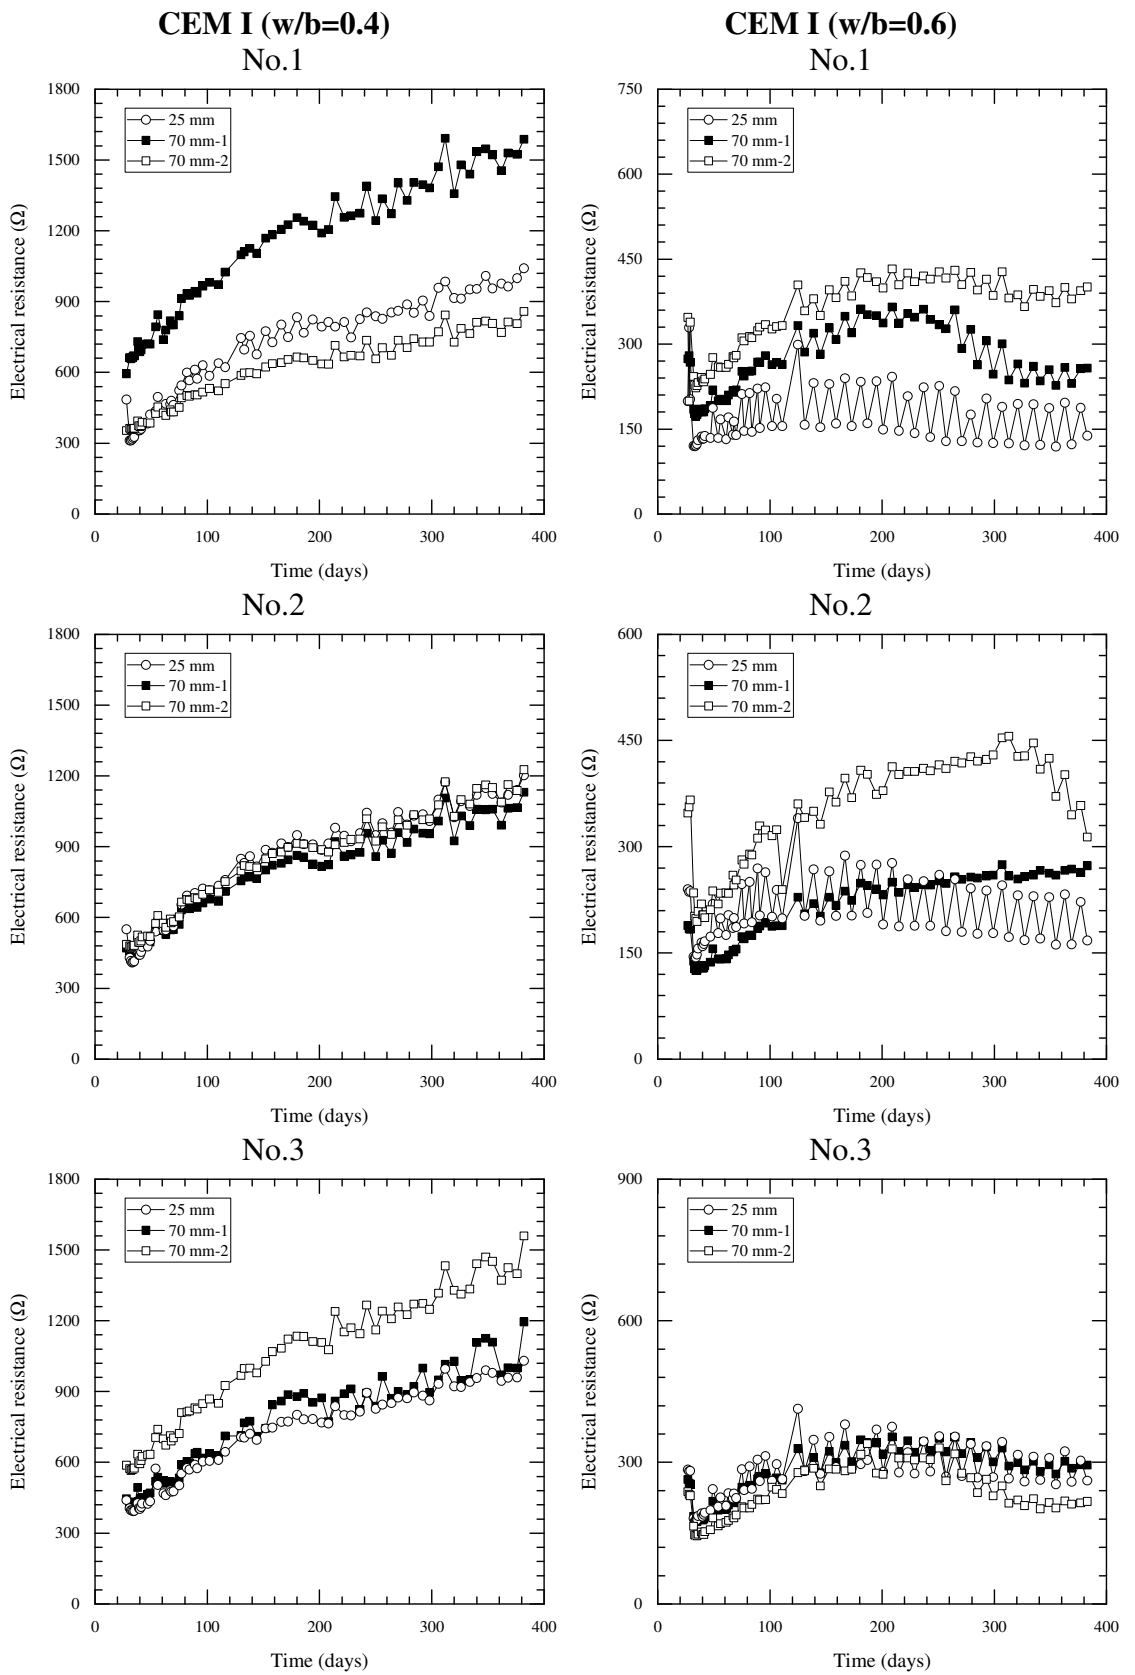 CEM I (w/b=0.4)
CEM I (w/b=0.6)
No.1
No.1
1800
1500
1200
900
600
300
0
Electrical resistance (Ω)
25 mm
70 mm-1
70 mm-2
0 100 200 300 400
Time (days)
750
600
450
300
150
0
Electrical resistance (Ω)
25 mm
70 mm-1
70 mm-2
0 100 200 300 400
Time (days)
No.2
No.2
1800
1500
1200
900
600
300
0
Electrical resistance (Ω)
25 mm
70 mm-1
70 mm-2
0 100 200 300 400
Time (days)
600
450
300
150
0
Electrical resistance (Ω)
25 mm
70 mm-1
70 mm-2
0 100 200 300 400
Time (days)
No.3
No.3
1800
1500
1200
900
600
300
0
Electrical resistance (Ω)
25 mm
70 mm-1
70 mm-2
0 100 200 300 400
Time (days)
900
600
300
0
Electrical resistance (Ω)
25 mm
70 mm-1
70 mm-2
0 100 200 300 400
Time (days)